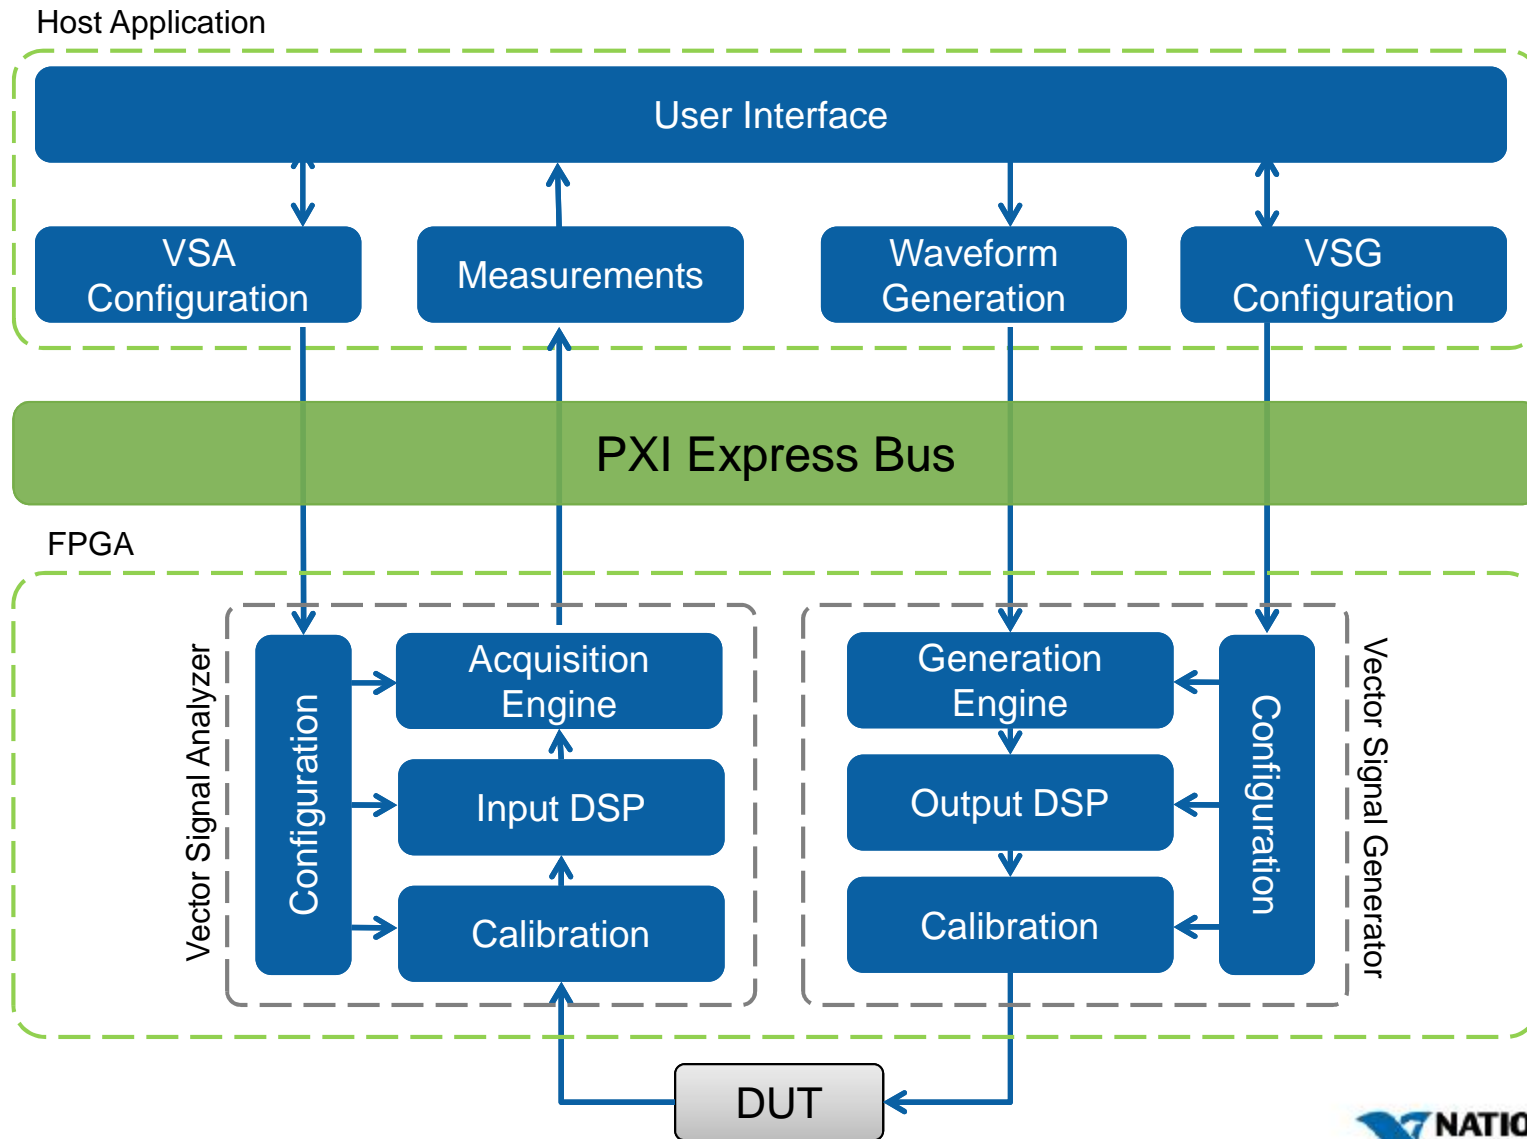 Host Application
User Interface
VSA
Configuration
Measurements
Waveform
Generation
VSG
Configuration
PXI Express Bus
FPGA
Vector Signal Analyzer
Configuration
Acquisition
Engine
Input DSP
Calibration
Generation
Engine
Output DSP
Calibration
Configuration
Vector Signal Generator
DUT
NATIO